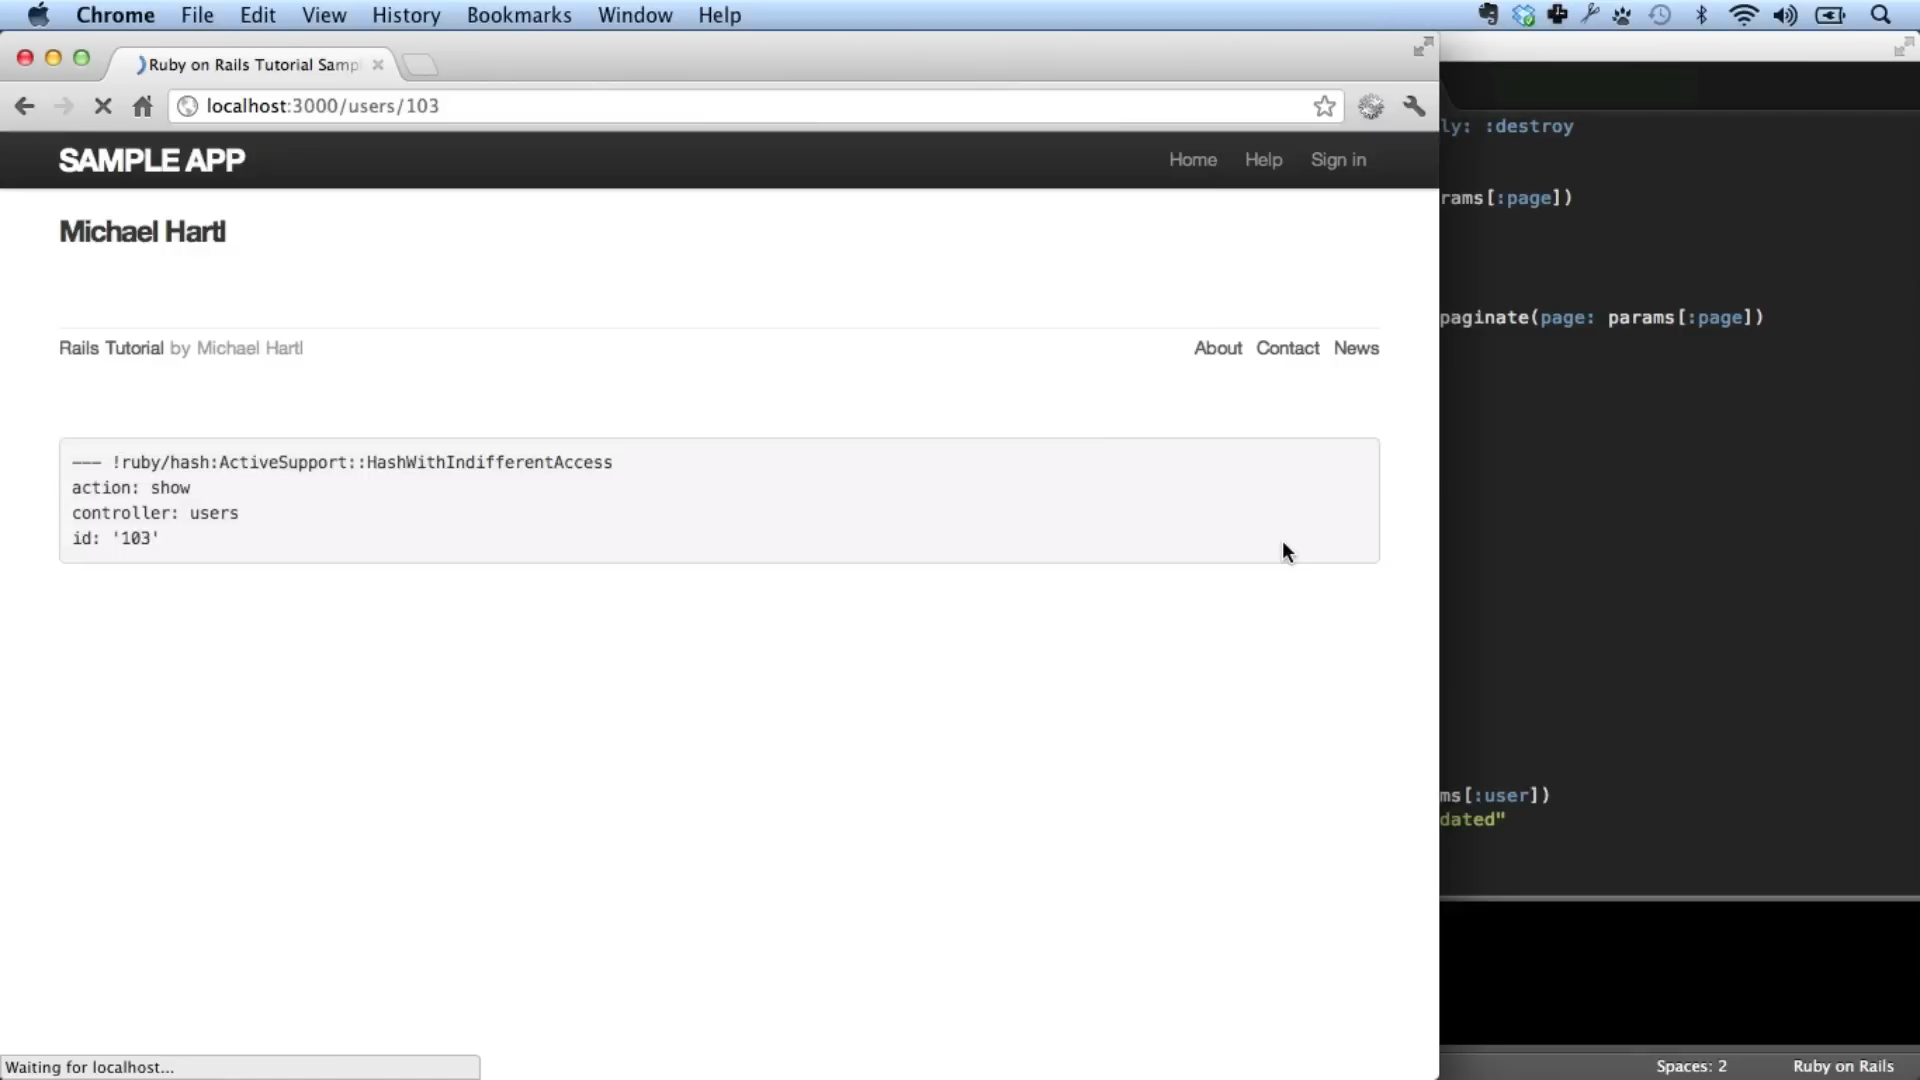 Chrome File Edit View History Bookmarks Window Help
Ruby on Rails Tutorial Samp
localhost:3000/users/103
SAMPLE APP
Home Help Sign in
Michael Hartl
Rails Tutorial by Michael Hartl
About Contact News
--- !ruby/hash:ActiveSupport::HashWithIndifferentAccess
action: show
controller: users
id: '103'
Waiting for localhost...
ly: :destroy
rams[:page])
paginate(page: params[:page])
ms[:user])
dated"
Spaces: 2 Ruby on Rails